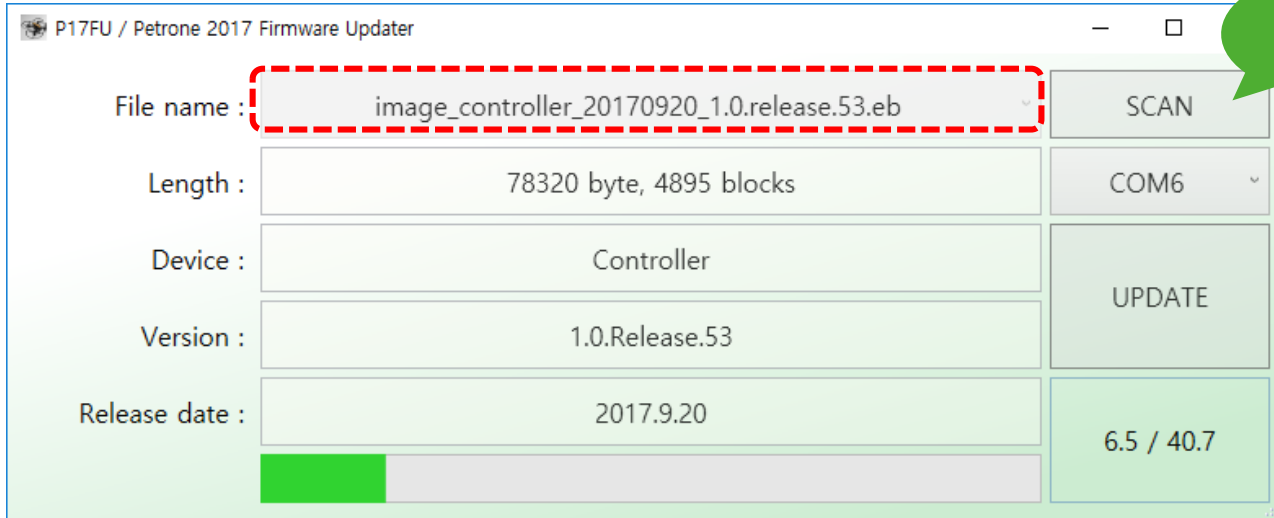 P17FU / Petrone 2017 Firmware Updater
File name : image_controller_20170920_1.0.release.53.eb SCAN
Length : 78320 byte, 4895 blocks COM6
Device : Controller
UPDATE
Version : 1.0.Release.53
Release date : 2017.9.20
6.5 / 40.7